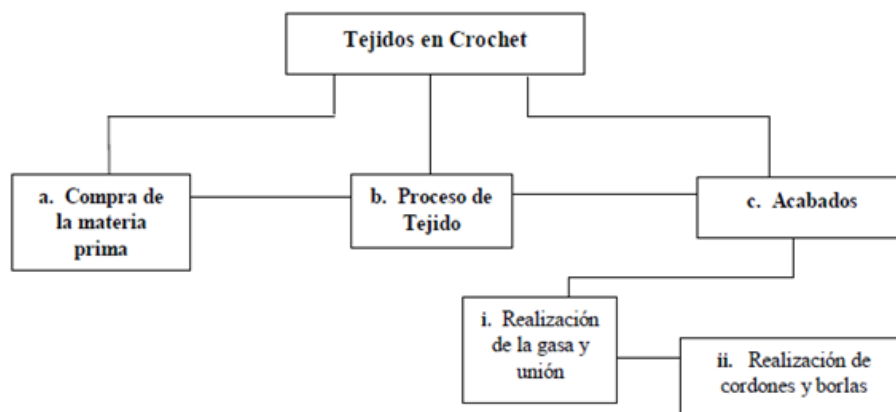 Tejidos en Crochet
a. Compra de
la materia
prima
b. Proceso de
Tejido
c. Acabados
i. Realización
de la gasa y
unión
ii. Realización de
cordones y borlas